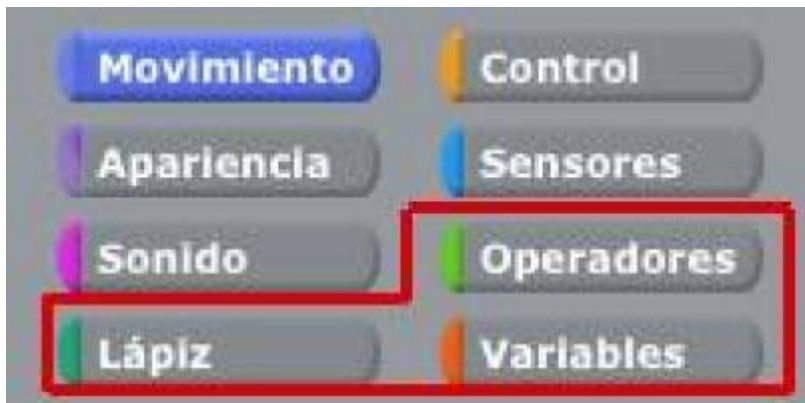 Movimiento Control
Apariencia Sensores
Sonido Operadores
Lápiz Variables